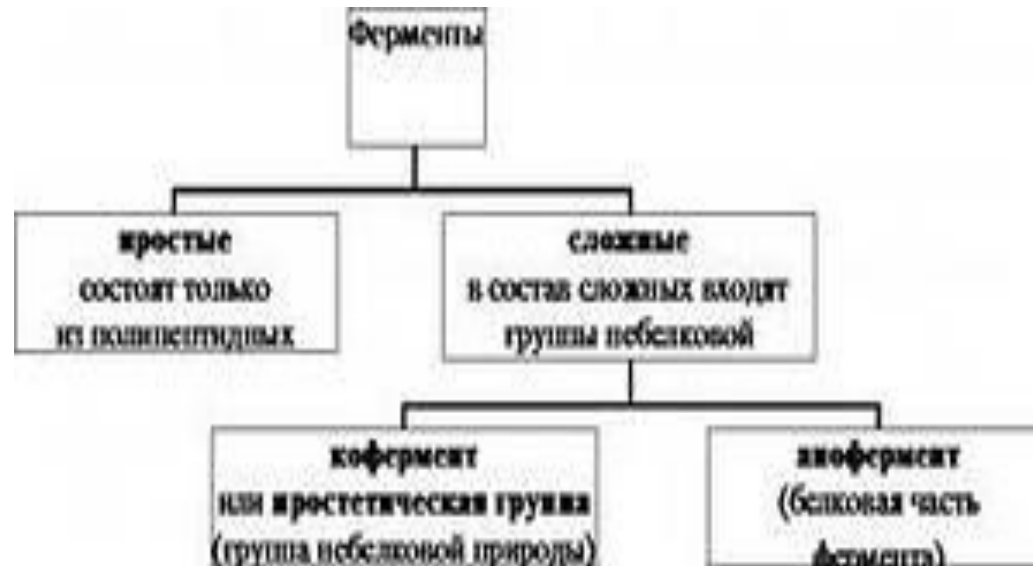 Ферменты
простые
состоят только
из полипептидных
сложные
в состав сложных входят
группы небелковой
кофермент
или простетическая группа
(группа небелковой природы)
апофермент
(белковая часть
фермента)